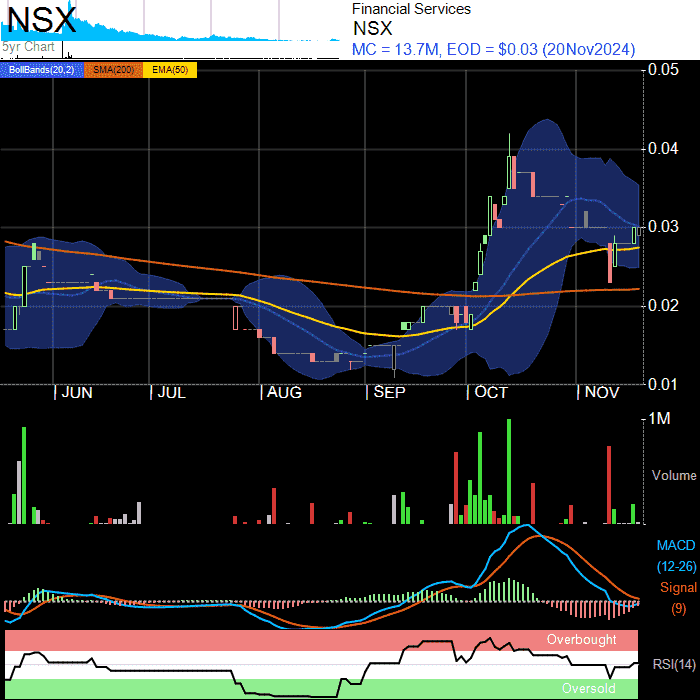 NSX
5yr Chart
Financial Services
NSX
MC = 13.7M, EOD = $0.03 (20Nov2024)
BollBands(20,2) SMA(200) EMA(50)
0.05
0.04
0.03
0.02
0.01
JUN JUL AUG SEP OCT NOV
1M
Volume
MACD
(12-26)
Signal
(9)
Overbought
RSI(14)
Oversold